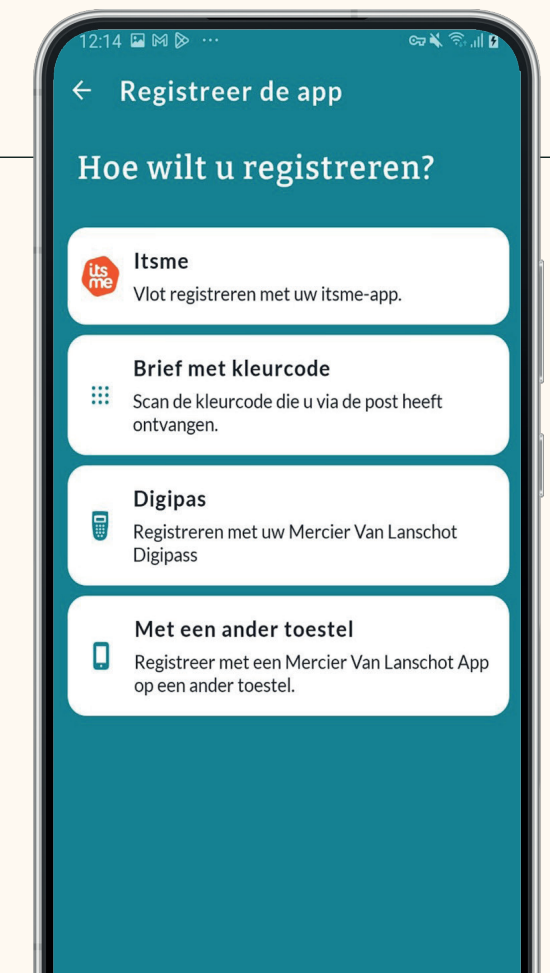 12:14
Registreer de app
Hoe wilt u registreren?
its
me
Itsme
Vlot registreren met uw itsme-app.
Brief met kleurcode
Scan de kleurcode die u via de post heeft
ontvangen.
Digipas
Registreren met uw Mercier Van Lanschot
Digipass
Met een ander toestel
Registreer met een Mercier Van Lanschot App
op een ander toestel.